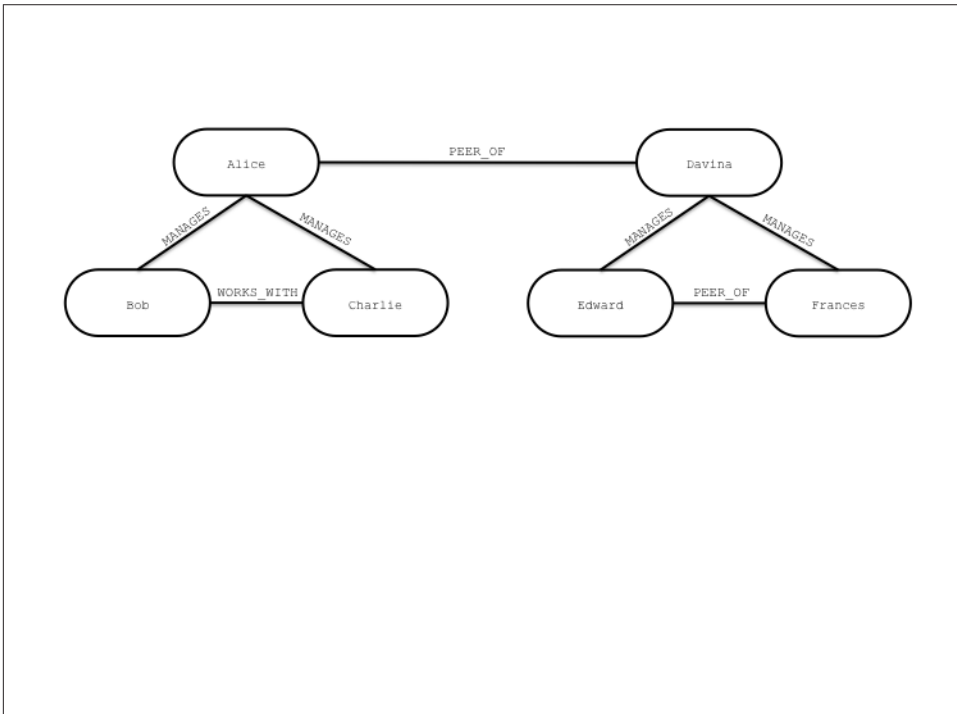 PEER_OF
Alice
Davina
MANAGES
MANAGES
MANAGES
MANAGES
WORKS_WITH
PEER_OF
Bob
Charlie
Edward
Frances